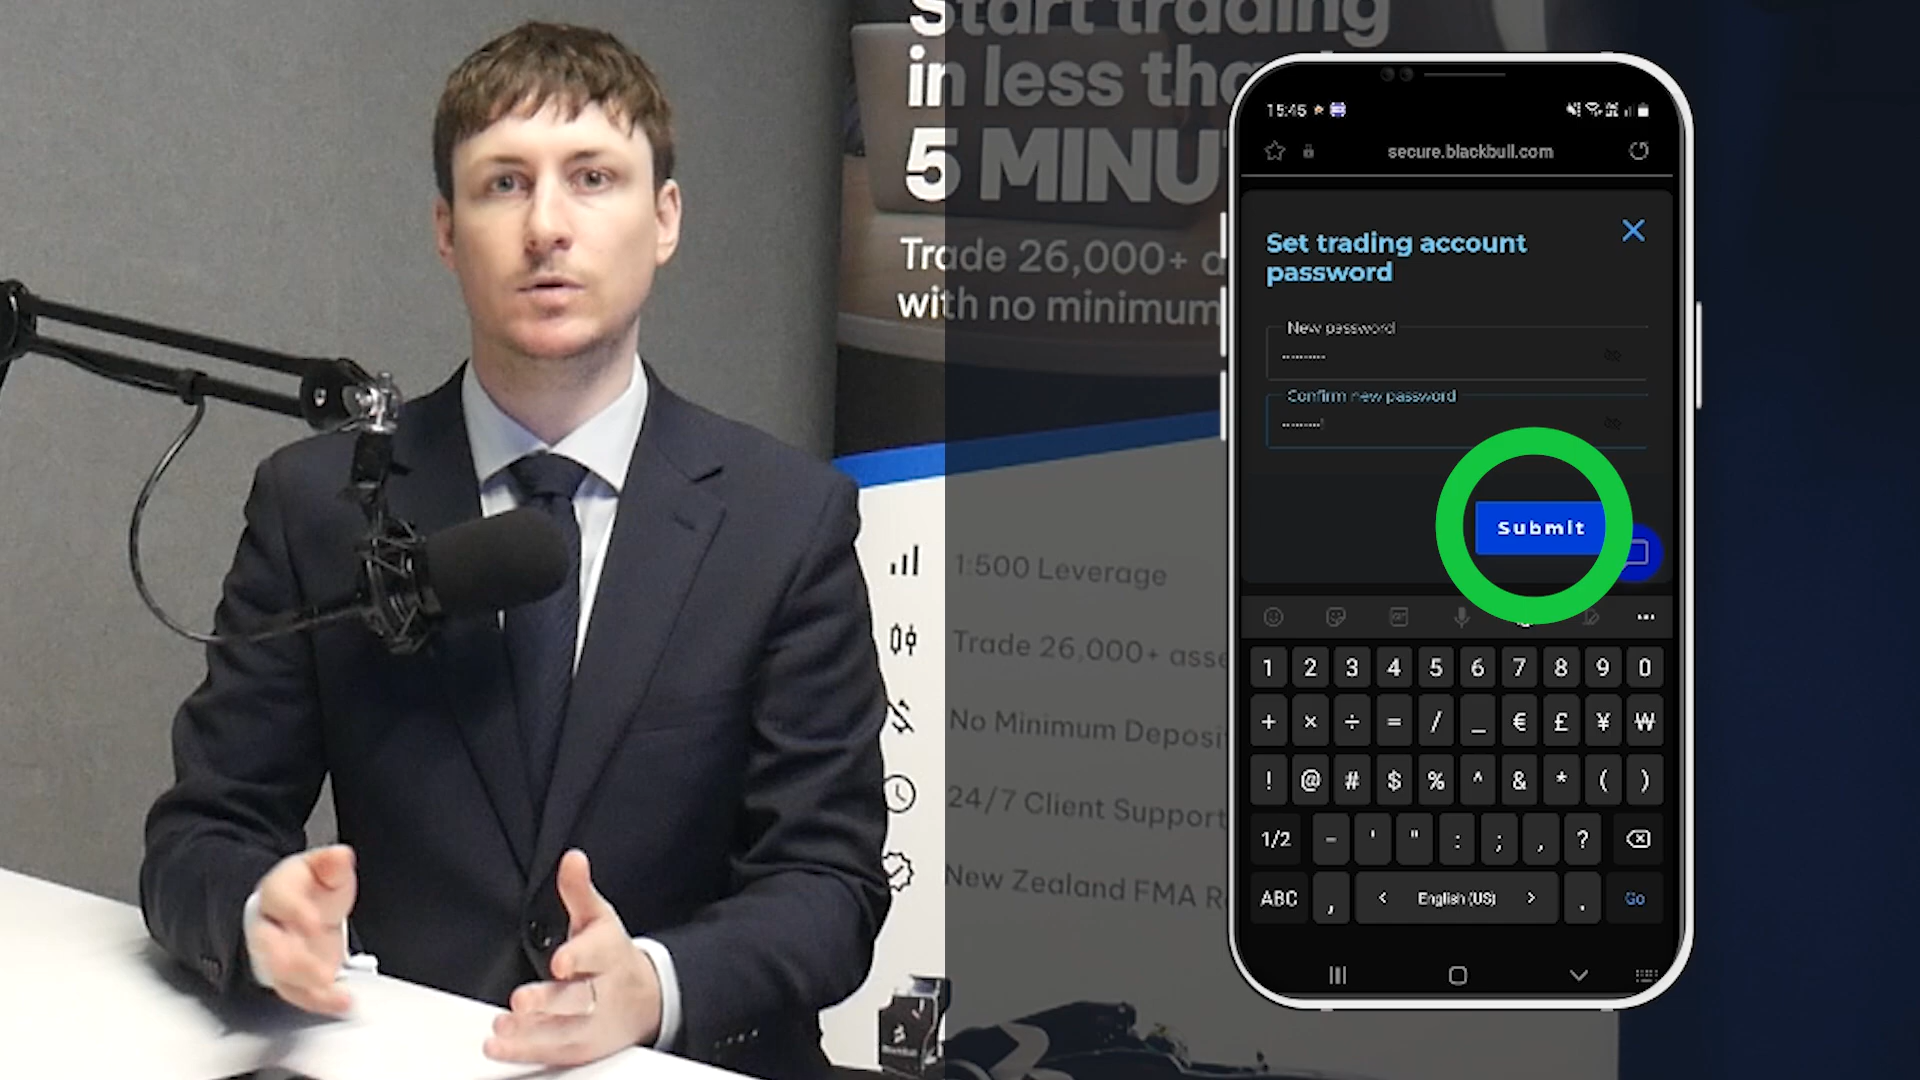 Start trading
in less tha
5 MINU
Trade 26,000+
with no minimum
1:500 Leverage
Trade 26,000+ asse
No Minimum Deposi
24/7 Client Support
New Zealand FMA R
15:45
secure.blackbull.com
Set trading account
password
New password
Confirm new password
Submit
1 2 3 4 5 6 7 8 9 0
+ × ÷ = / _ € £ ¥ ₩
! @ # $ % ^ & * ( )
1/2 - ' " : ; , ?
ABC , < English (US) > . Go